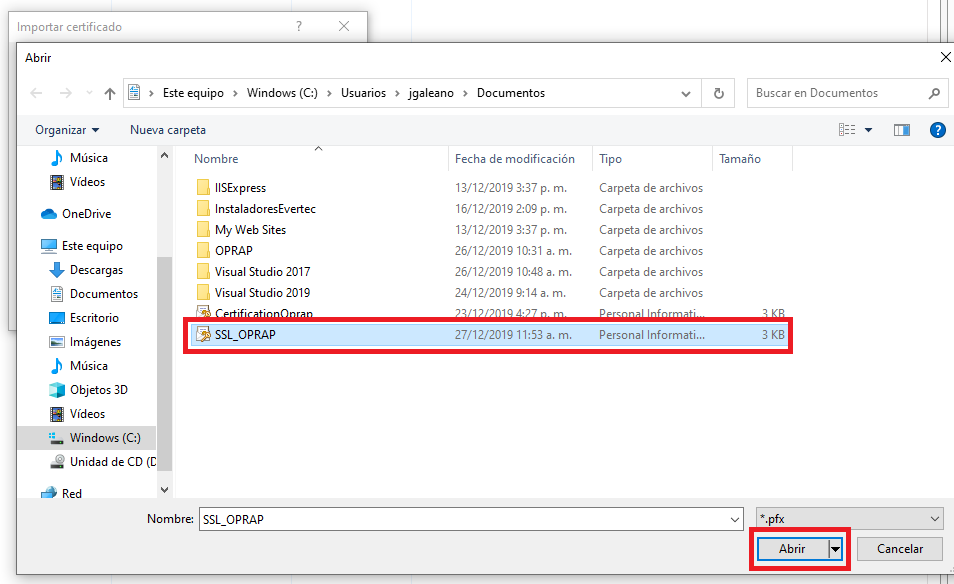 Importar certificado ?
Abrir
Este equipo Windows (C:) Usuarios jgaleano Documentos
Buscar en Documentos
Organizar Nueva carpeta ?
Música
Vídeos
OneDrive
Este equipo
Descargas
Documentos
Escritorio
Imágenes
Música
Objetos 3D
Vídeos
Windows (C:)
Unidad de CD (D
Red
Nombre Fecha de modificación Tipo Tamaño
IISExpress 13/12/2019 3:37 p. m. Carpeta de archivos
InstaladoresEvertec 16/12/2019 2:09 p. m. Carpeta de archivos
My Web Sites 13/12/2019 3:37 p. m. Carpeta de archivos
OPRAP 26/12/2019 10:31 a. m. Carpeta de archivos
Visual Studio 2017 26/12/2019 10:48 a. m. Carpeta de archivos
Visual Studio 2019 24/12/2019 9:14 a. m. Carpeta de archivos
CertificationOprap 23/12/2019 4:27 p. m. Personal Informati... 3 KB
SSL_OPRAP 27/12/2019 11:53 a. m. Personal Informati... 3 KB
Nombre: SSL_OPRAP *.pfx
Abrir Cancelar